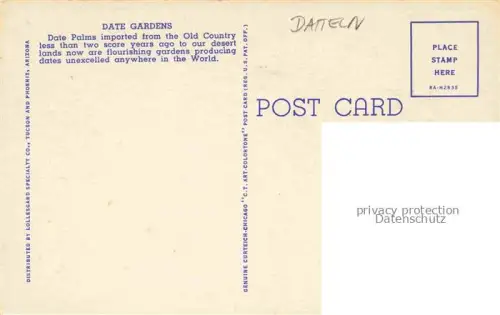 DATE GARDENS
Date Palms imported from the Old Country
less than two score years ago to our desert
lands now are flourishing gardens producing
dates unexcelled anywhere in the World.
DISTRIBUTED BY LOLLESGARD SPECIALTY CO., TUCSON AND PHOENIX, ARIZONA
GENUINE CURTEICH-CHICAGO "C.T. ART-COLORTONE" POST CARD (REG. U.S. PAT. OFF.)
DATTELN
POST CARD
PLACE
STAMP
HERE
8A-H2830
privacy protection
Datenschutz